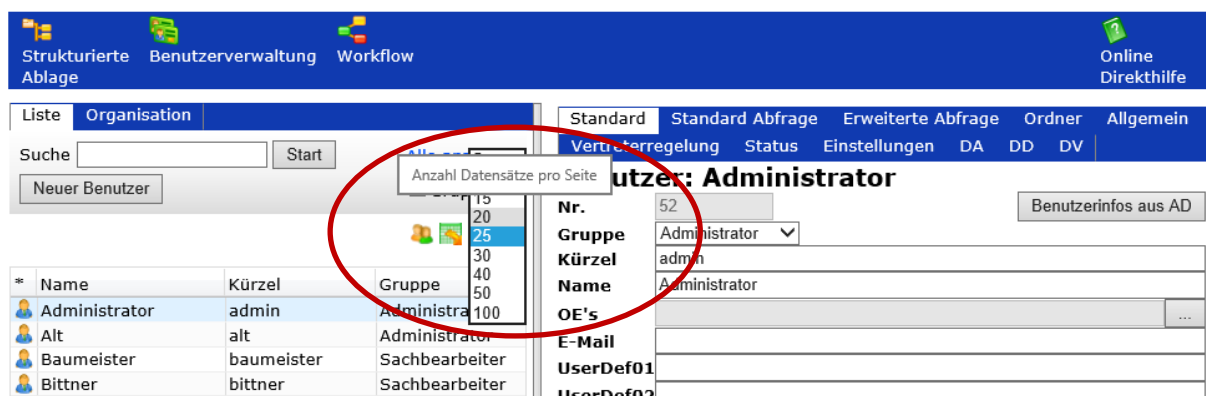 Strukturierte Ablage
Benutzerverwaltung
Workflow
Online Direkthilfe
Liste Organisation
Suche Start
Neuer Benutzer
Anzahl Datensätze pro Seite
15
20
25
30
40
50
100
* Name Kürzel Gruppe
Administrator admin
Alt alt Administrator
Baumeister baumeister Sachbearbeiter
Bittner bittner Sachbearbeiter
Standard Standard Abfrage Erweiterte Abfrage Ordner Allgemein
Vertreterregelung Status Einstellungen DA DD DV
Administrator
Nr. 52 Benutzerinfos aus AD
Gruppe Administrator
Kürzel admin
Name Administrator
OE's ...
E-Mail
UserDef01
UserDef02